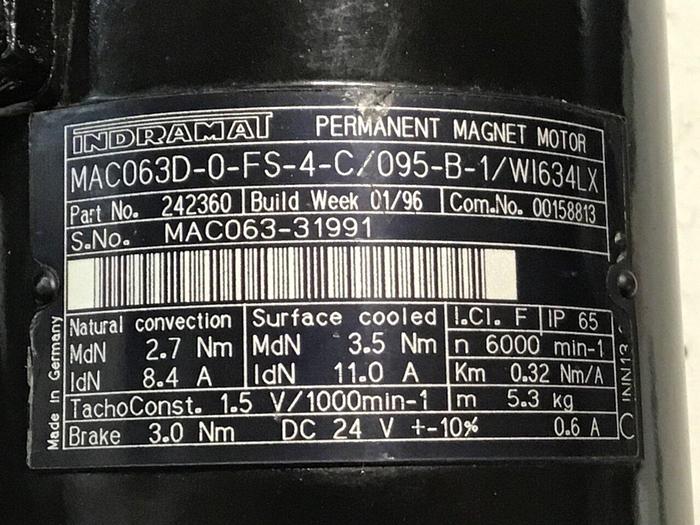 INDRAMAT PERMANENT MAGNET MOTOR
MAC063D-0-FS-4-C/095-B-1/WI634LX
Part No. 242360 Build Week 01/96 Com.No. 00158813
S.No. MAC063-31991
Natural convection Surface cooled I.Cl. F IP 65
MdN 2.7 Nm MdN 3.5 Nm n 6000 min-1
IdN 8.4 A IdN 11.0 A Km 0.32 Nm/A
TachoConst. 1.5 V/1000min-1 m 5.3 kg
Brake 3.0 Nm DC 24 V +-10% 0.6 A
Made in Germany